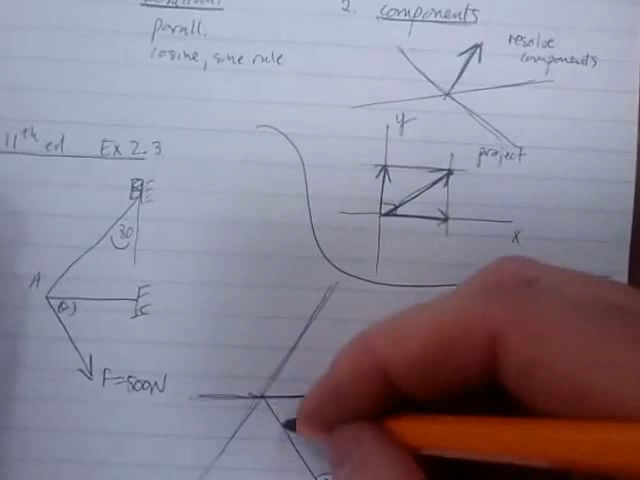 2. components
parall.
cosine, sine rule
resolve
components
y
project
x
11th ed Ex 2.3
30
A
F=500N